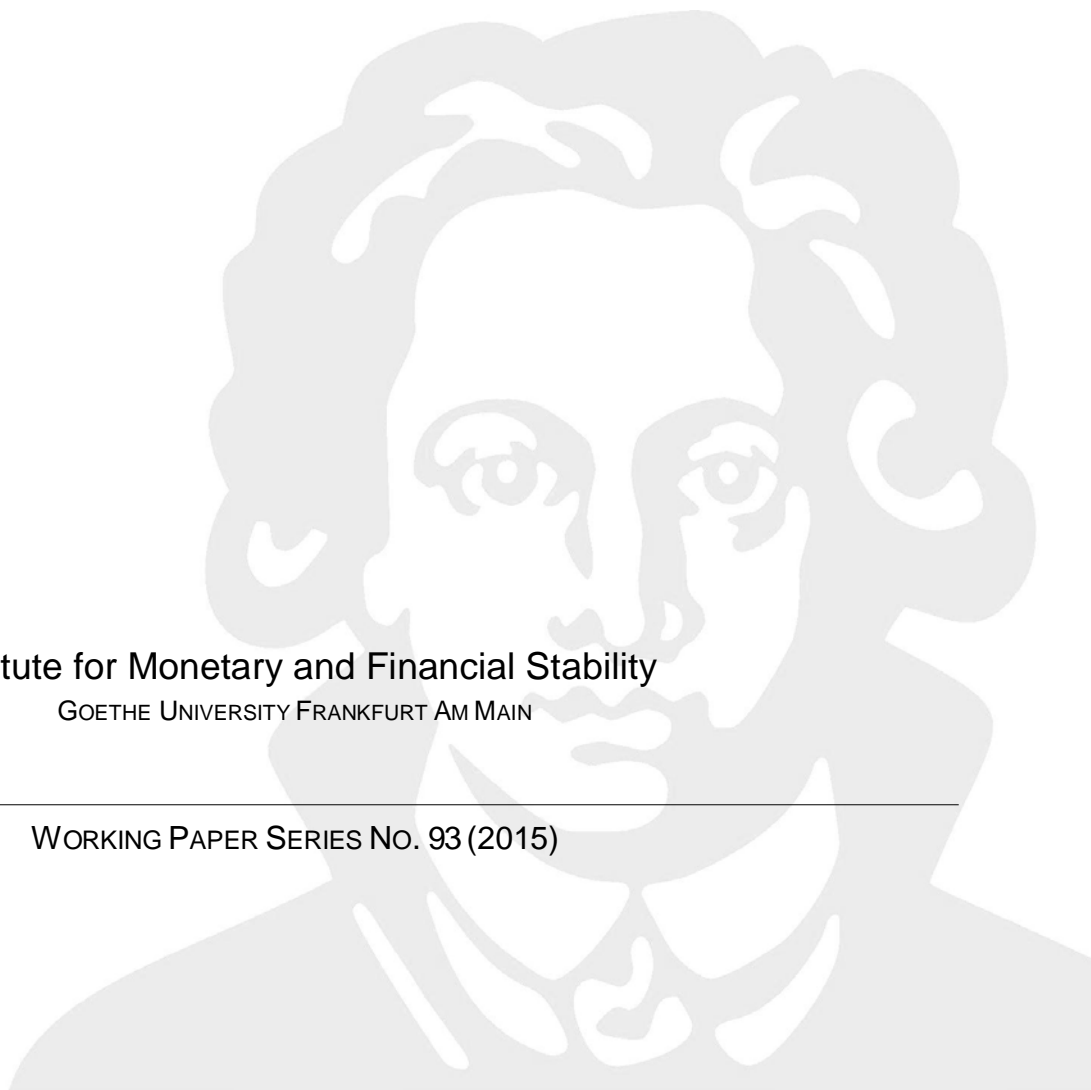 tute for Monetary and Financial Stability
GOETHE UNIVERSITY FRANKFURT AM MAIN
WORKING PAPER SERIES NO. 93 (2015)